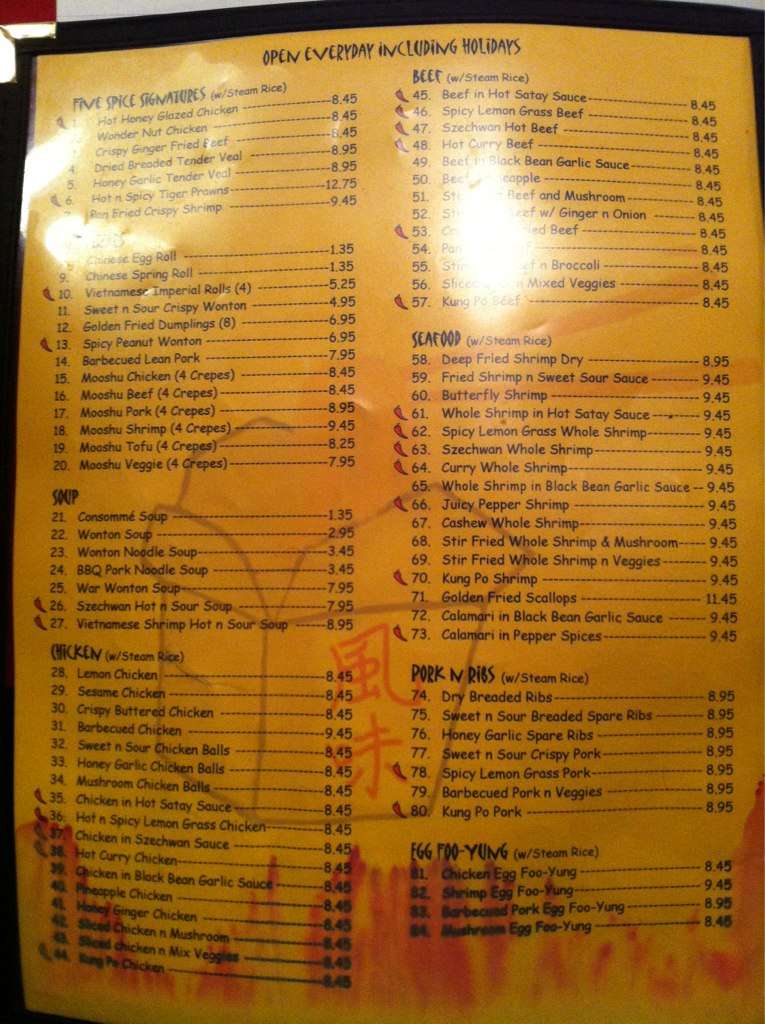 OPEN EVERYDAY INCLUDING HOLIDAYS
FIVE SPICE SIGNATURES (w/Steam Rice)
Hot Honey Glazed Chicken 8.45
Wonder Nut Chicken 8.45
Crispy Ginger Fried Beef 8.45
4. Dried Breaded Tender Veal 8.95
5. Honey Garlic Tender Veal 8.95
6. Hot n Spicy Tiger Prawns 12.75
7. Pan Fried Crispy Shrimp 9.45
Chinese Egg Roll 1.35
9. Chinese Spring Roll 1.35
10. Vietnamese Imperial Rolls (4) 5.25
11. Sweet n Sour Crispy Wonton 4.95
12. Golden Fried Dumplings (8) 6.95
13. Spicy Peanut Wonton 6.95
14. Barbecued Lean Pork 7.95
15. Mooshu Chicken (4 Crepes) 8.45
16. Mooshu Beef (4 Crepes) 8.45
17. Mooshu Pork (4 Crepes) 8.95
18. Mooshu Shrimp (4 Crepes) 9.45
19. Mooshu Tofu (4 Crepes) 8.25
20. Mooshu Veggie (4 Crepes) 7.95
SOUP
21. Consommé Soup 1.35
22. Wonton Soup 2.95
23. Wonton Noodle Soup 3.45
24. BBQ Pork Noodle Soup 3.45
25. War Wonton Soup 7.95
26. Szechwan Hot n Sour Soup 7.95
27. Vietnamese Shrimp Hot n Sour Soup 8.95
CHICKEN (w/Steam Rice)
28. Lemon Chicken 8.45
29. Sesame Chicken 8.45
30. Crispy Buttered Chicken 8.45
31. Barbecued Chicken 9.45
32. Sweet n Sour Chicken Balls 8.45
33. Honey Garlic Chicken Balls 8.45
34. Mushroom Chicken Balls 8.45
35. Chicken in Hot Satay Sauce 8.45
36. Hot n Spicy Lemon Grass Chicken 8.45
37. Chicken in Szechwan Sauce 8.45
38. Hot Curry Chicken 8.45
39. Chicken in Black Bean Garlic Sauce 8.45
40. Pineapple Chicken 8.45
41. Honey Ginger Chicken 8.45
42. Sliced Chicken n Mushroom 8.45
43. Sliced chicken n Mix Veggies 8.45
44. Kung Po Chicken 8.45
BEEF (w/Steam Rice)
45. Beef in Hot Satay Sauce 8.45
46. Spicy Lemon Grass Beef 8.45
47. Szechwan Hot Beef 8.45
48. Hot Curry Beef 8.45
49. Beef in Black Bean Garlic Sauce 8.45
50. Beef 8.45
51. Beef and Mushroom 8.45
52. Beef w/ Ginger n Onion 8.45
53. Beef 8.45
54. Pan Beef 8.45
55. n Broccoli 8.45
56. Sliced n Mixed Veggies 8.45
57. Kung Po Beef 8.45
SEAFOOD (w/Steam Rice)
58. Deep Fried Shrimp Dry 8.95
59. Fried Shrimp n Sweet Sour Sauce 9.45
60. Butterfly Shrimp 9.45
61. Whole Shrimp in Hot Satay Sauce 9.45
62. Spicy Lemon Grass Whole Shrimp 9.45
63. Szechwan Whole Shrimp 9.45
64. Curry Whole Shrimp 9.45
65. Whole Shrimp in Black Bean Garlic Sauce 9.45
66. Juicy Pepper Shrimp 9.45
67. Cashew Whole Shrimp 9.45
68. Stir Fried Whole Shrimp & Mushroom 9.45
69. Stir Fried Whole Shrimp n Veggies 9.45
70. Kung Po Shrimp 9.45
71. Golden Fried Scallops 11.45
72. Calamari in Black Bean Garlic Sauce 9.45
73. Calamari in Pepper Spices 9.45
PORK N RIBS (w/Steam Rice)
74. Dry Breaded Ribs 8.95
75. Sweet n Sour Breaded Spare Ribs 8.95
76. Honey Garlic Spare Ribs 8.95
77. Sweet n Sour Crispy Pork 8.95
78. Spicy Lemon Grass Pork 8.95
79. Barbecued Pork n Veggies 8.95
80. Kung Po Pork 8.95
EGG FOO-YUNG (w/Steam Rice)
81. Chicken Egg Foo-Yung 8.45
82. Shrimp Egg Foo-Yung 9.45
83. Barbecued Pork Egg Foo-Yung 8.95
84. Mushroom Egg Foo-Yung 8.45
風
味